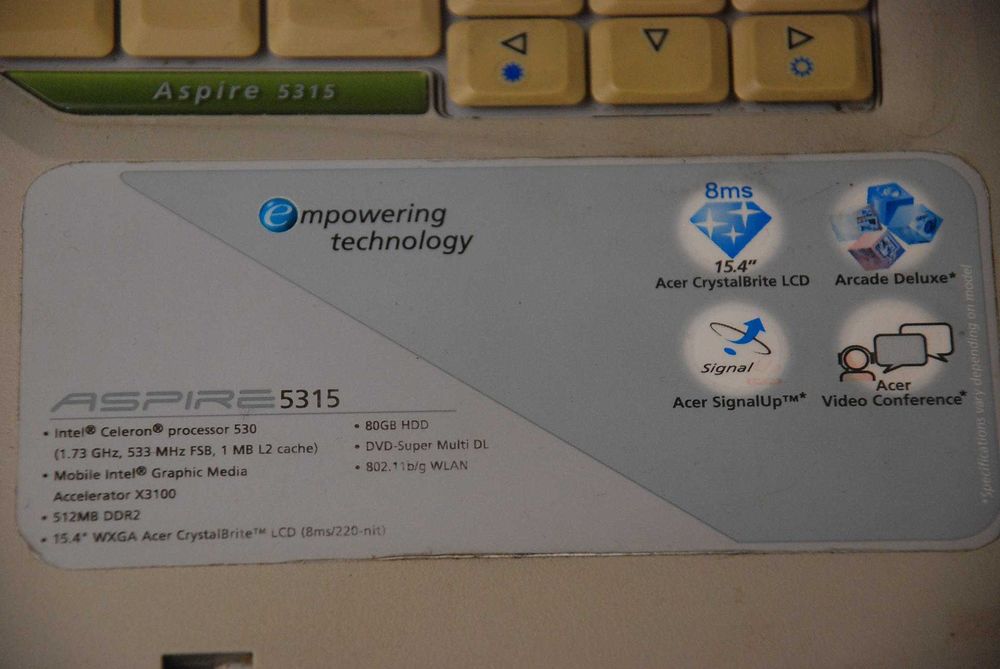 Aspire 5315
empowering
technology
8ms
15.4"
Acer CrystalBrite LCD
Arcade Deluxe*
Signal
Acer SignalUp™*
Acer
Video Conference*
ASPIRE 5315
• Intel® Celeron® processor 530
(1.73 GHz, 533 MHz FSB, 1 MB L2 cache)
• Mobile Intel® Graphic Media
Accelerator X3100
• 512MB DDR2
• 15.4" WXGA Acer CrystalBrite™ LCD (8ms/220-nit)
• 80GB HDD
• DVD-Super Multi DL
• 802.11b/g WLAN
*Specifications vary depending on model